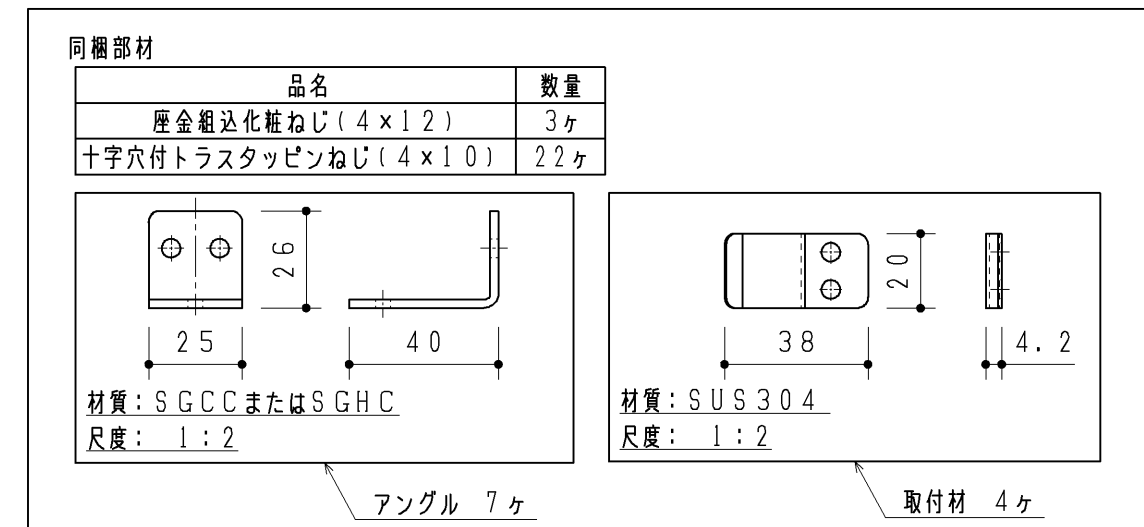 同梱部材
品名 数量
座金組込化粧ねじ(4×12) 3ヶ
十字穴付トラスタッピンねじ(4×10) 22ヶ
26
25 40
材質:SGCCまたはSGHC
尺度: 1:2
アングル 7ヶ
20
38 4.2
材質:SUS304
尺度: 1:2
取付材 4ヶ